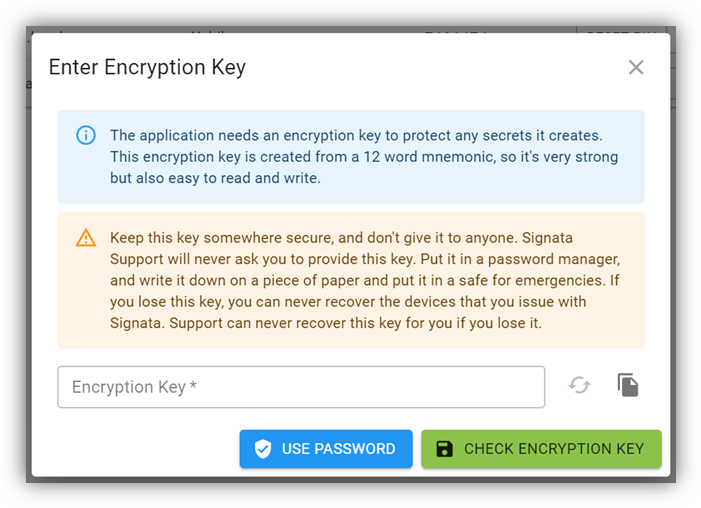 Enter Encryption Key
The application needs an encryption key to protect any secrets it creates.
This encryption key is created from a 12 word mnemonic, so it's very strong
but also easy to read and write.
Keep this key somewhere secure, and don't give it to anyone. Signata
Support will never ask you to provide this key. Put it in a password manager,
and write it down on a piece of paper and put it in a safe for emergencies. If
you lose this key, you can never recover the devices that you issue with
Signata. Support can never recover this key for you if you lose it.
Encryption Key *
USE PASSWORD
CHECK ENCRYPTION KEY